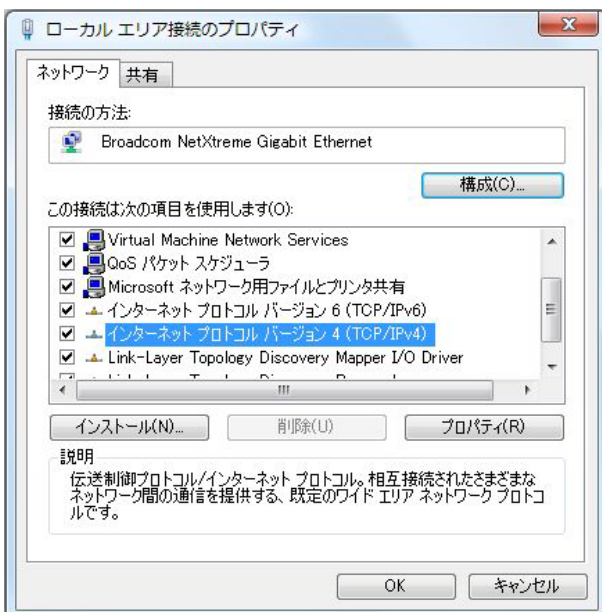 ローカル エリア接続のプロパティ
ネットワーク 共有
接続の方法:
Broadcom NetXtreme Gigabit Ethernet
構成(C)...
この接続は次の項目を使用します(O):
Virtual Machine Network Services
QoS パケット スケジューラ
Microsoft ネットワーク用ファイルとプリンタ共有
インターネット プロトコル バージョン 6 (TCP/IPv6)
インターネット プロトコル バージョン 4 (TCP/IPv4)
Link-Layer Topology Discovery Mapper I/O Driver
インストール(N)... 削除(U) プロパティ(R)
説明
伝送制御プロトコル/インターネット プロトコル。相互接続されたさまざまな
ネットワーク間の通信を提供する、既定のワイド エリア ネットワーク プロトコ
ルです。
OK キャンセル